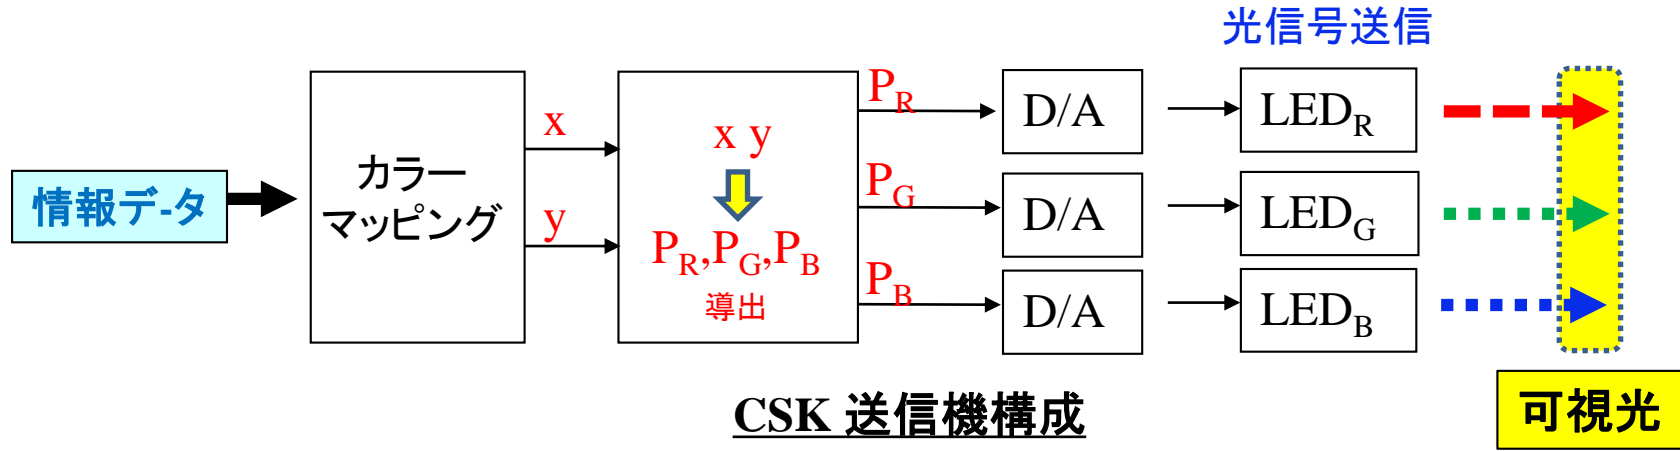 光信号送信
情報デ-タ
カラー
マッピング
x
y
x y
P_R,P_G,P_B
導出
P_R
P_G
P_B
D/A
D/A
D/A
LED_R
LED_G
LED_B
CSK 送信機構成
可視光